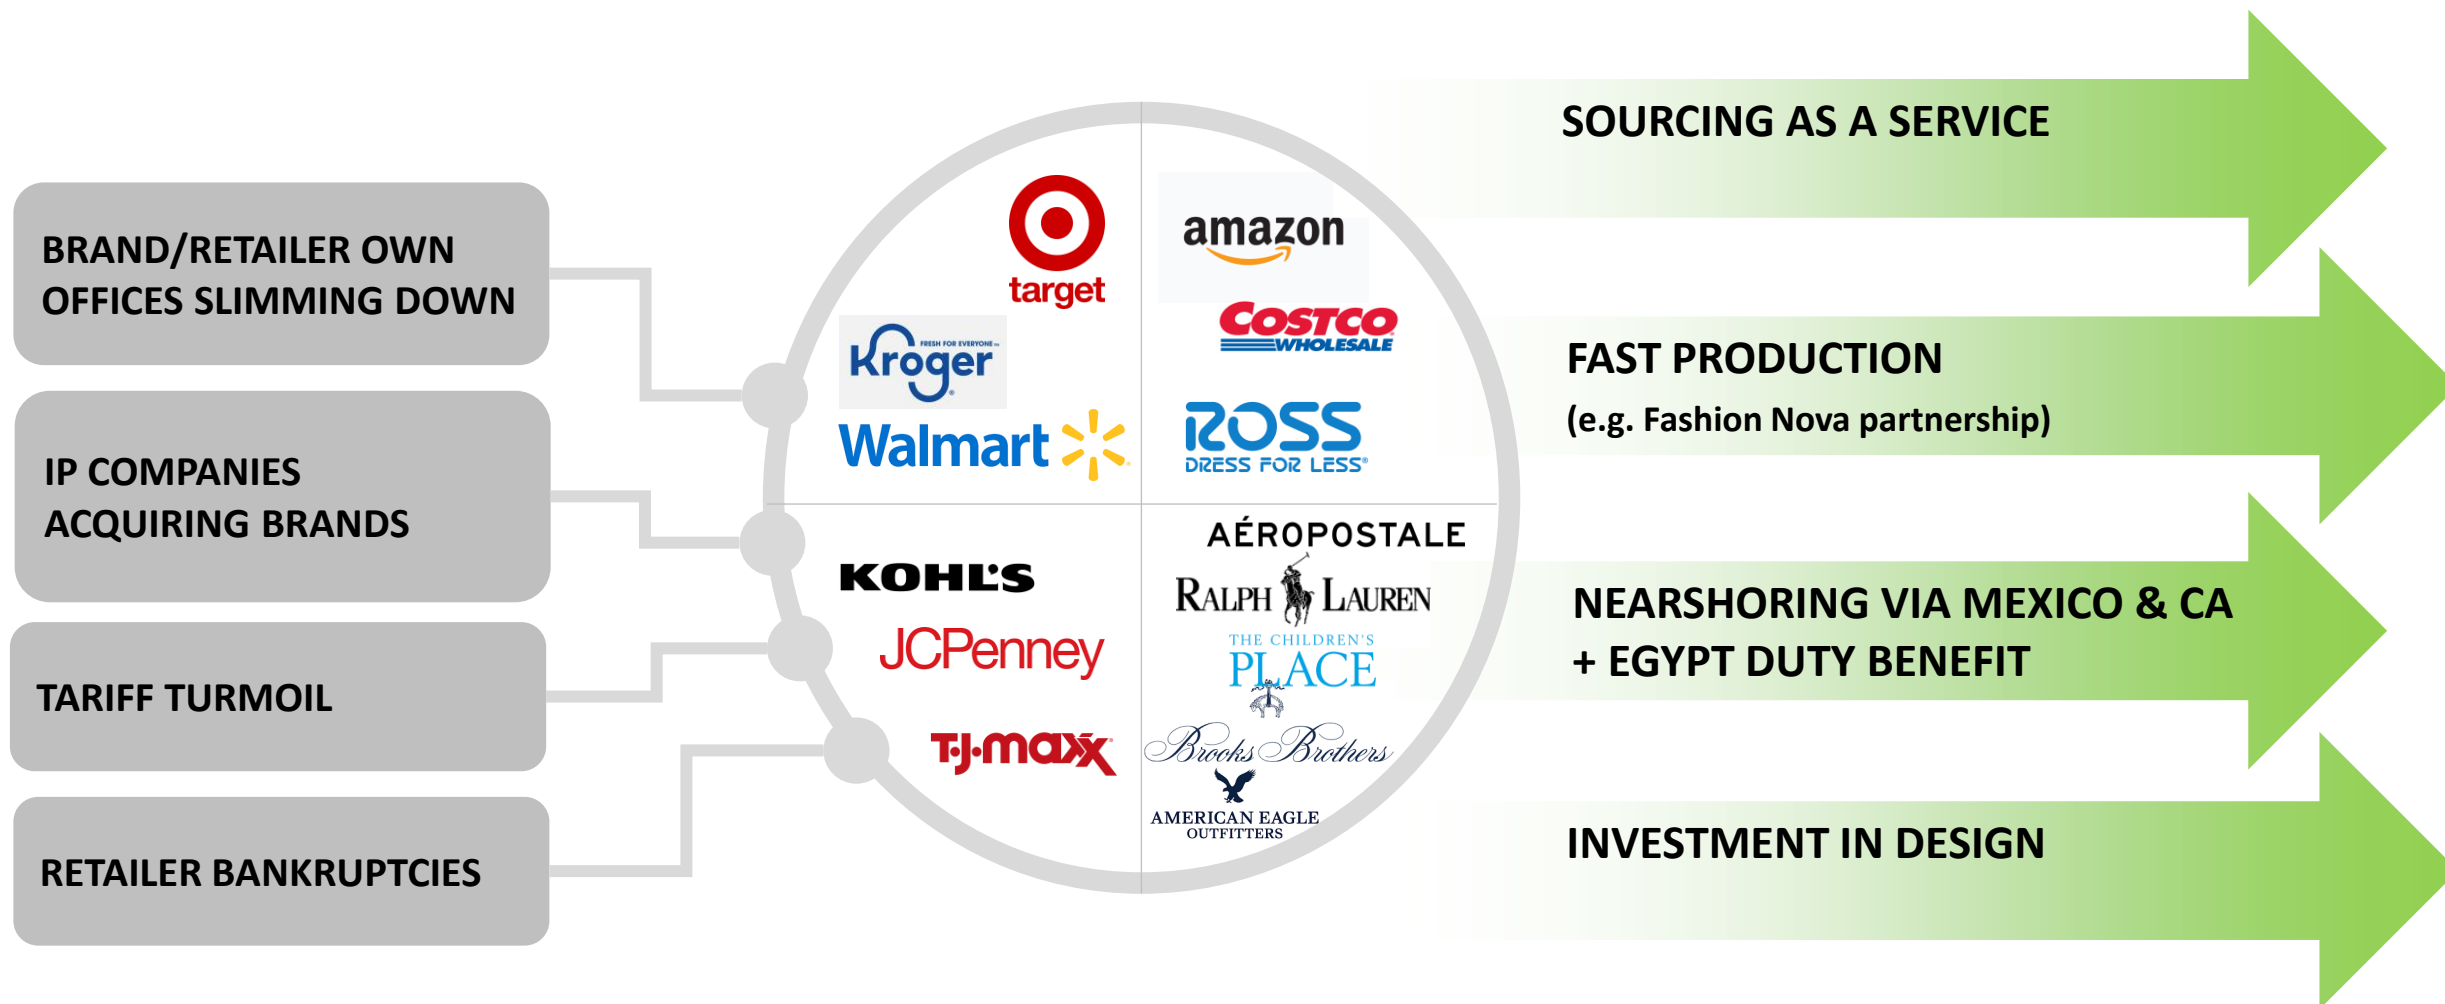 BRAND/RETAILER OWN
OFFICES SLIMMING DOWN
IP COMPANIES
ACQUIRING BRANDS
TARIFF TURMOIL
RETAILER BANKRUPTCIES
target
FRESH FOR EVERYONE™
Kroger®
Walmart
amazon
COSTCO
WHOLESALE
ROSS
DRESS FOR LESS®
KOHL'S
JCPenney
T·J·maxx
AÉROPOSTALE
RALPH LAUREN
THE CHILDREN'S
PLACE
Brooks Brothers
AMERICAN EAGLE
OUTFITTERS
SOURCING AS A SERVICE
FAST PRODUCTION
(e.g. Fashion Nova partnership)
NEARSHORING VIA MEXICO & CA
+ EGYPT DUTY BENEFIT
INVESTMENT IN DESIGN